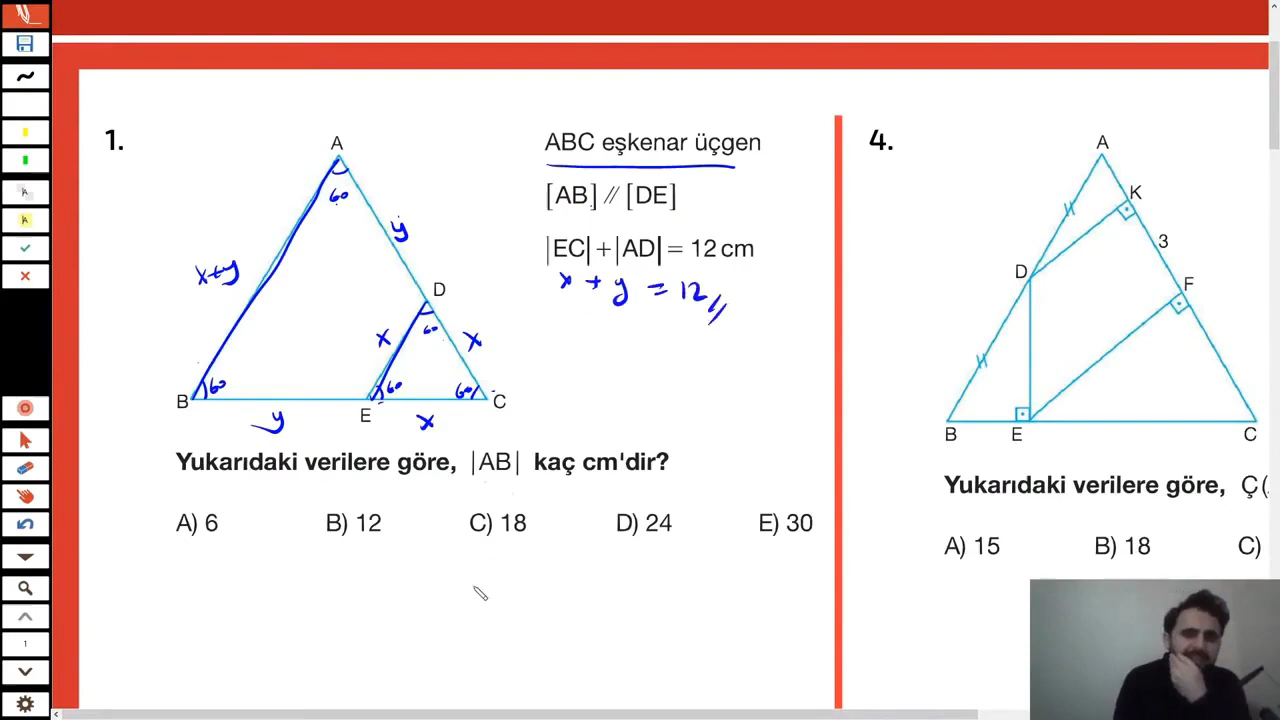 1.
A
60
y
x+y
D
x
60
x
B
60
60
60
C
E
y
x
ABC eşkenar üçgen
[AB] // [DE]
|EC| + |AD| = 12 cm
x + y = 12 //
Yukarıdaki verilere göre, |AB| kaç cm'dir?
A) 6 B) 12 C) 18 D) 24 E) 30
4.
A
K
3
D
F
B
E
C
Yukarıdaki verilere göre, Ç(
A) 15 B) 18 C)
1